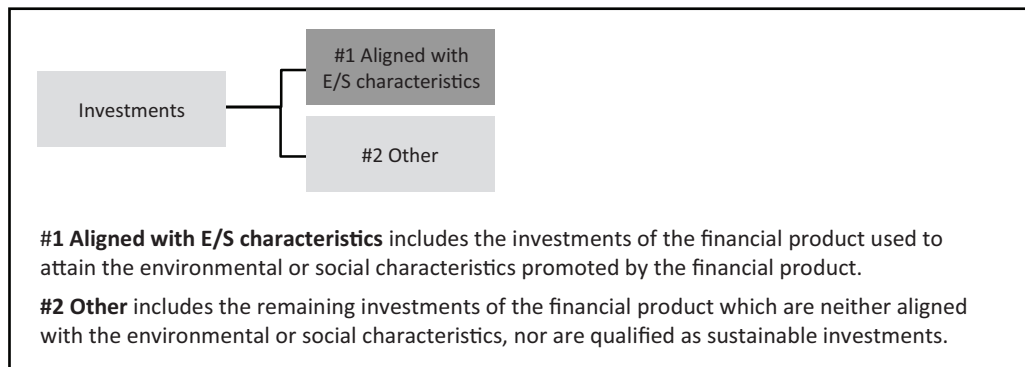 #1 Aligned with
E/S characteristics
Investments
#2 Other
#1 Aligned with E/S characteristics includes the investments of the financial product used to
attain the environmental or social characteristics promoted by the financial product.
#2 Other includes the remaining investments of the financial product which are neither aligned
with the environmental or social characteristics, nor are qualified as sustainable investments.